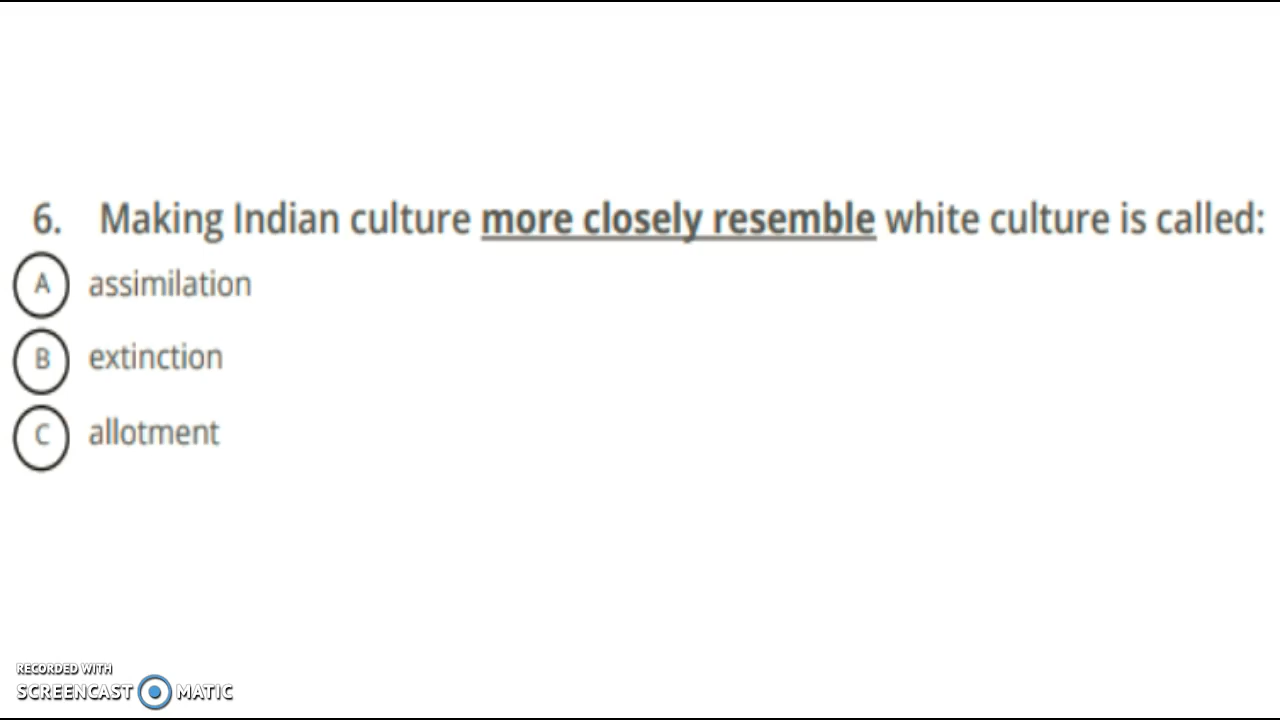 6. Making Indian culture more closely resemble white culture is called:
A assimilation
B extinction
C allotment
RECORDED WITH
SCREENCAST MATIC